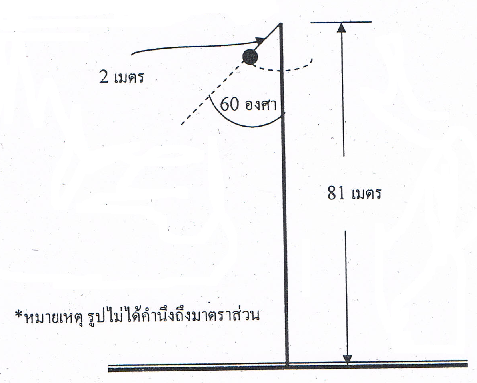 2 เมตร
60 องศา
81 เมตร
*หมายเหตุ รูปไม่ได้คำนึงถึงมาตราส่วน